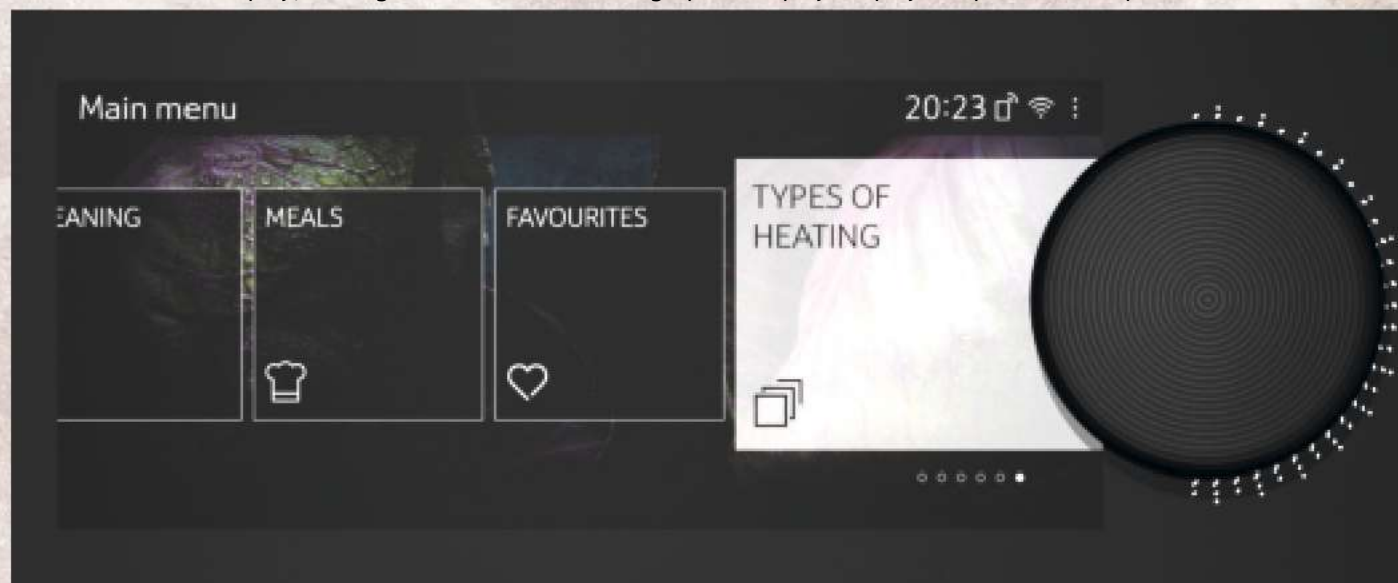 Main menu
20:23
EANING
MEALS
FAVOURITES
TYPES OF
HEATING